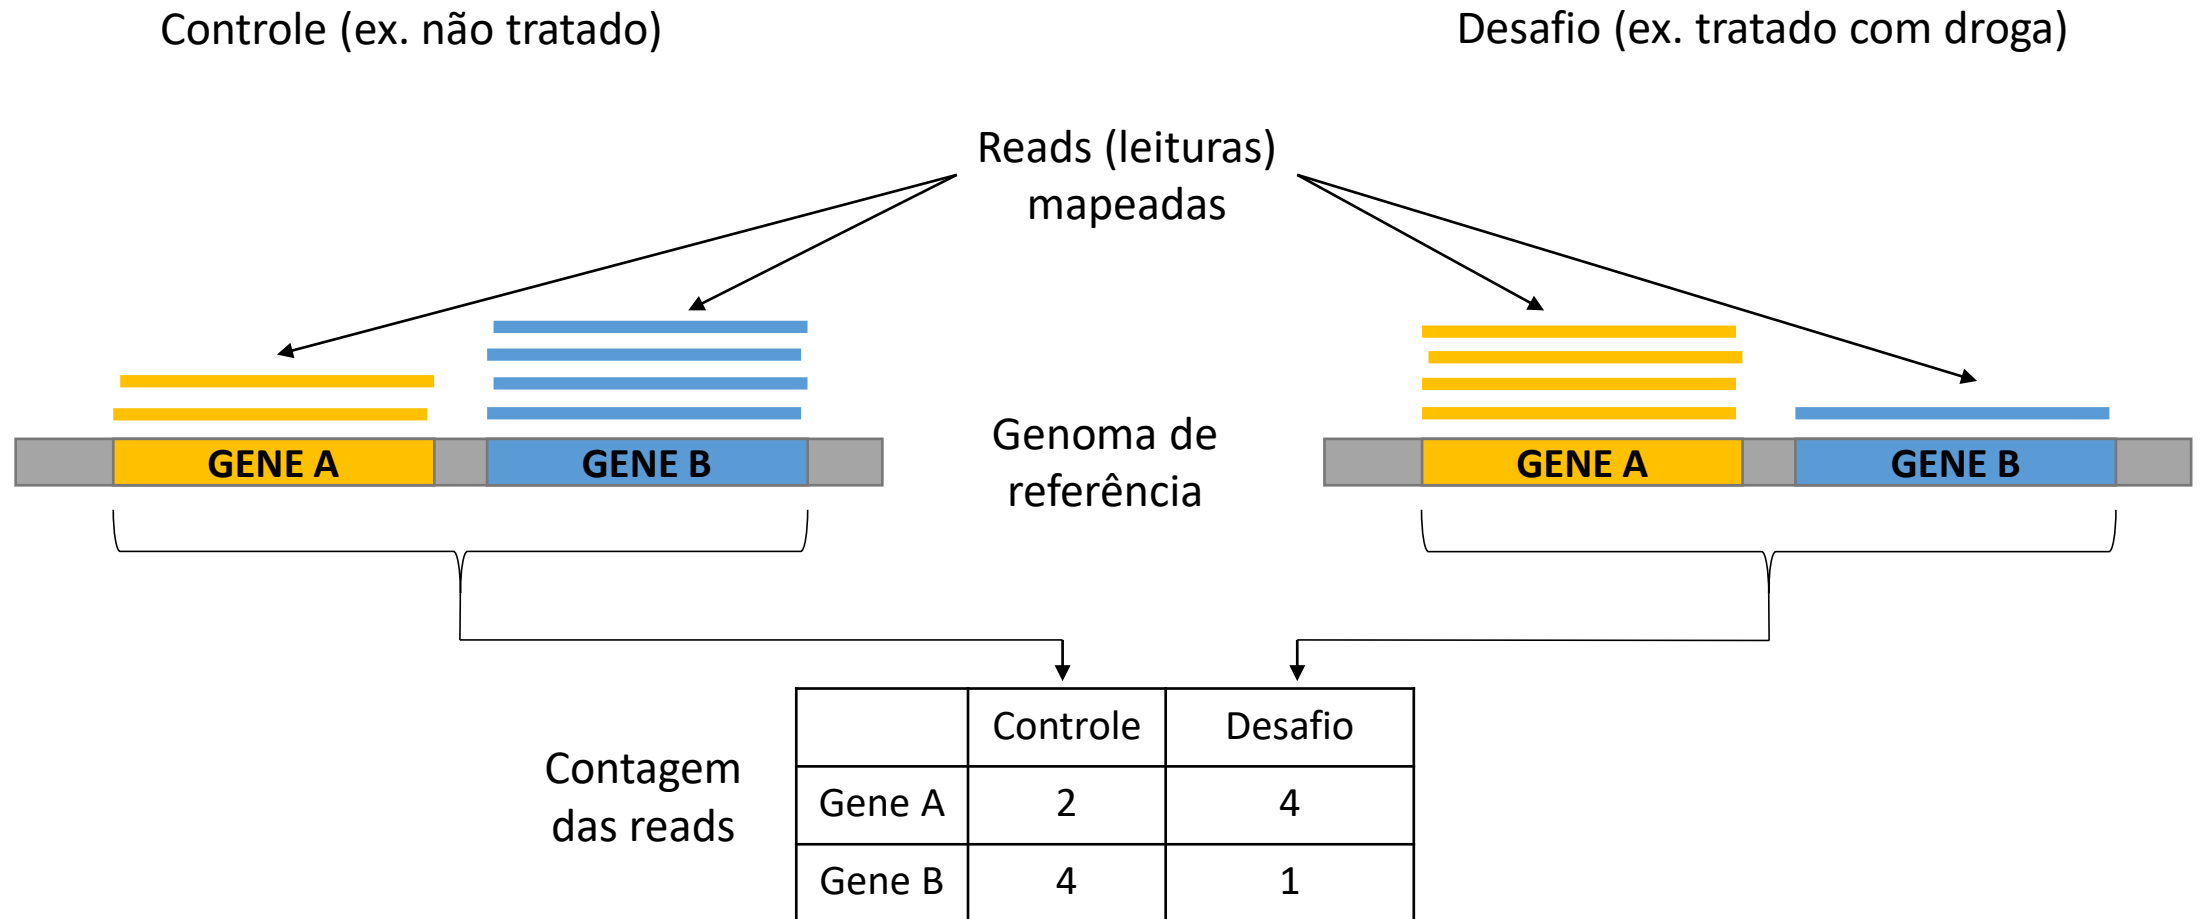 Controle (ex. não tratado)
Desafio (ex. tratado com droga)
Reads (leituras)
mapeadas
GENE A
GENE B
Genoma de
referência
GENE A
GENE B
Contagem
das reads
Controle
Desafio
Gene A
2
4
Gene B
4
1